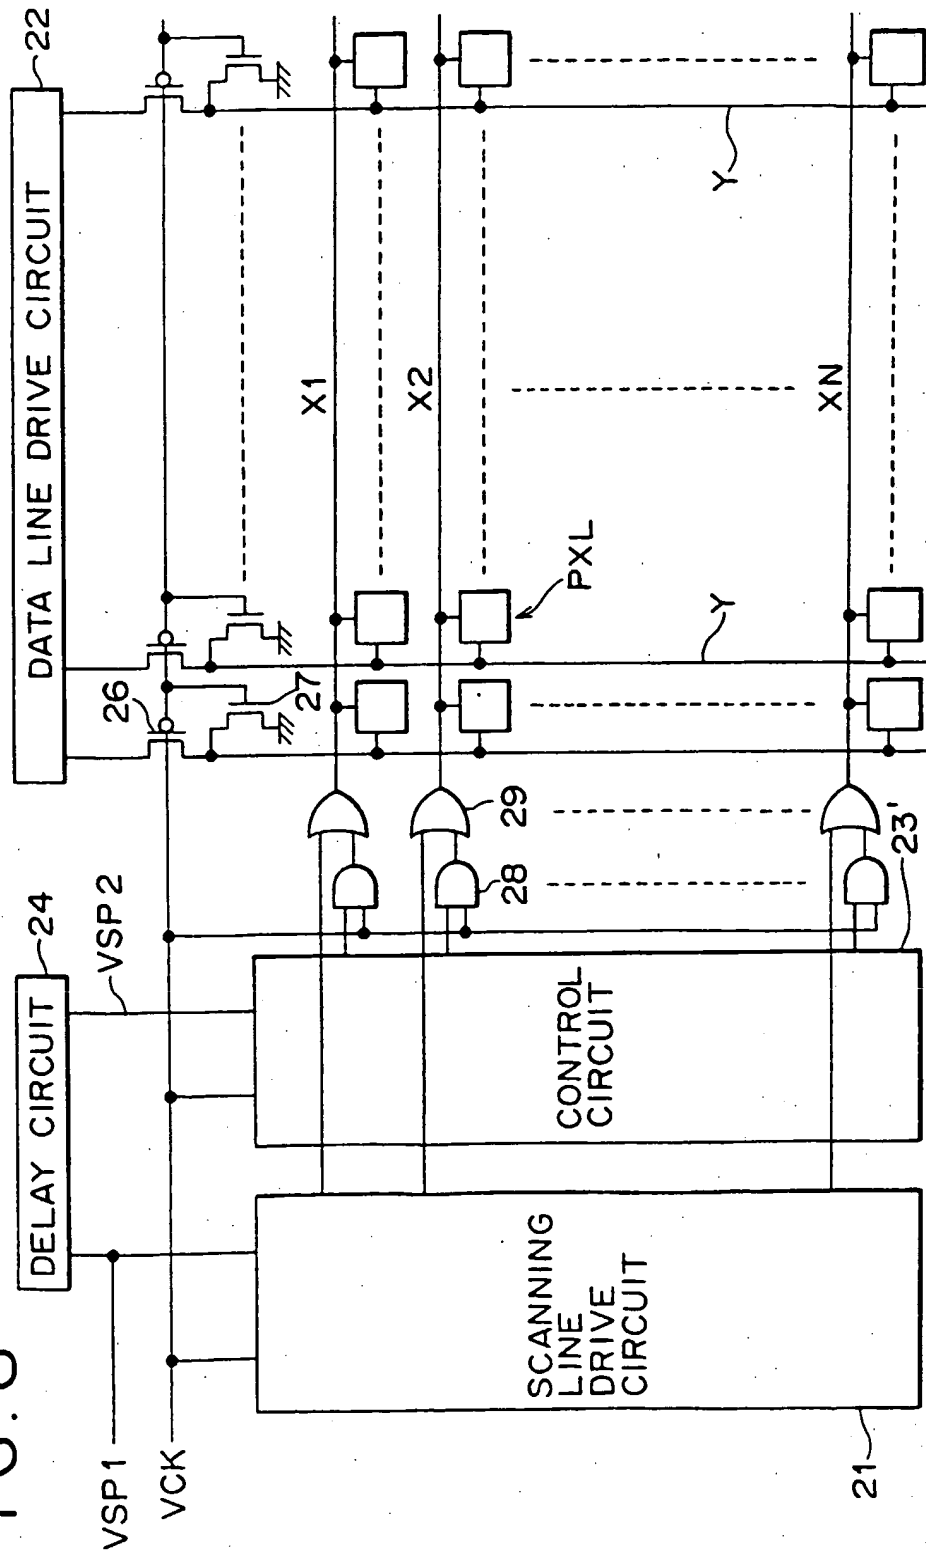 DELAY CIRCUIT
24
DATA LINE DRIVE CIRCUIT
22
VSP1
VSP2
VCK
26
27
X1
X2
XN
PXL
Y
Y
28
29
SCANNING
LINE
DRIVE
CIRCUIT
CONTROL
CIRCUIT
21
23'